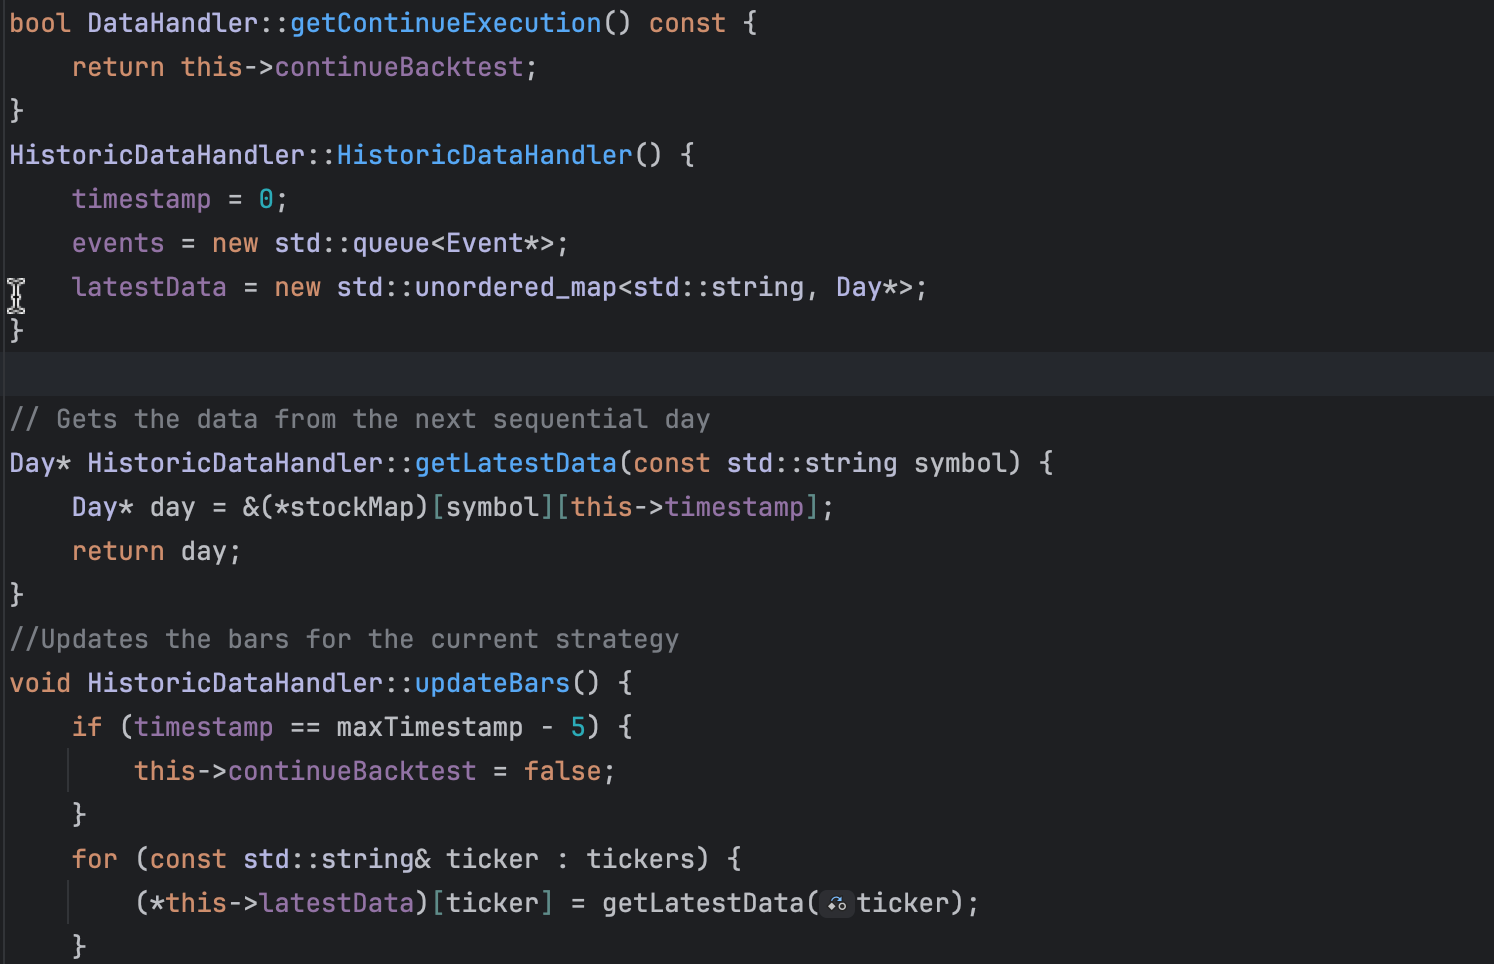 bool DataHandler::getContinueExecution() const {
    return this->continueBacktest;
}
HistoricDataHandler::HistoricDataHandler() {
    timestamp = 0;
    events = new std::queue<Event*>;
    latestData = new std::unordered_map<std::string, Day*>;
}

// Gets the data from the next sequential day
Day* HistoricDataHandler::getLatestData(const std::string symbol) {
    Day* day = &(*stockMap)[symbol][this->timestamp];
    return day;
}
//Updates the bars for the current strategy
void HistoricDataHandler::updateBars() {
    if (timestamp == maxTimestamp - 5) {
        this->continueBacktest = false;
    }
    for (const std::string& ticker : tickers) {
        (*this->latestData)[ticker] = getLatestData(ticker);
    }